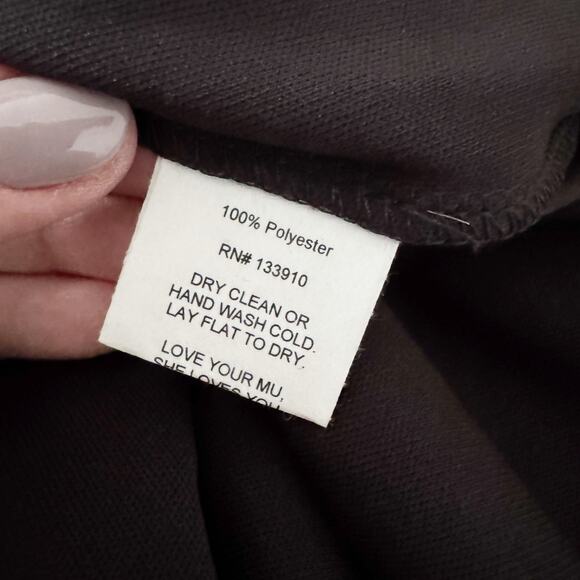 100% Polyester
RN# 133910
DRY CLEAN OR
HAND WASH COLD.
LAY FLAT TO DRY.
LOVE YOUR MU,
SHE LOVES YOU